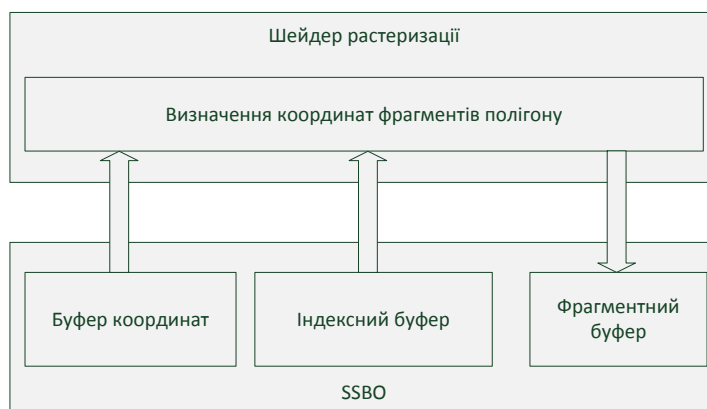 Шейдер растеризації
Визначення координат фрагментів полігону
Буфер координат
Індексний буфер
Фрагментний
буфер
SSBO